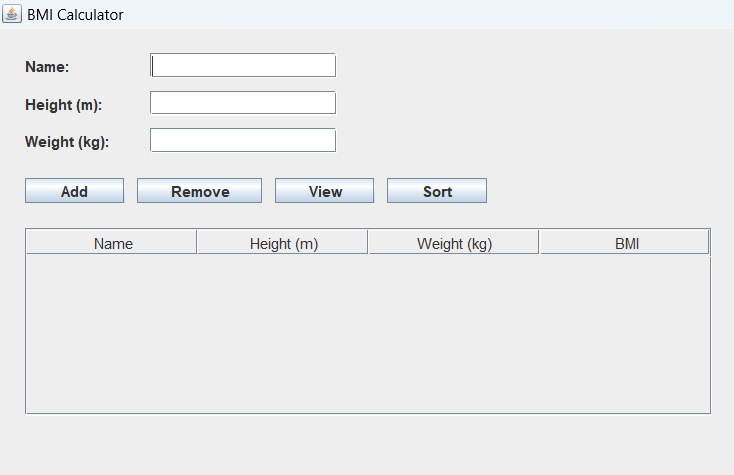 BMI Calculator
Name:
Height (m):
Weight (kg):
Add Remove View Sort
Name Height (m) Weight (kg) BMI